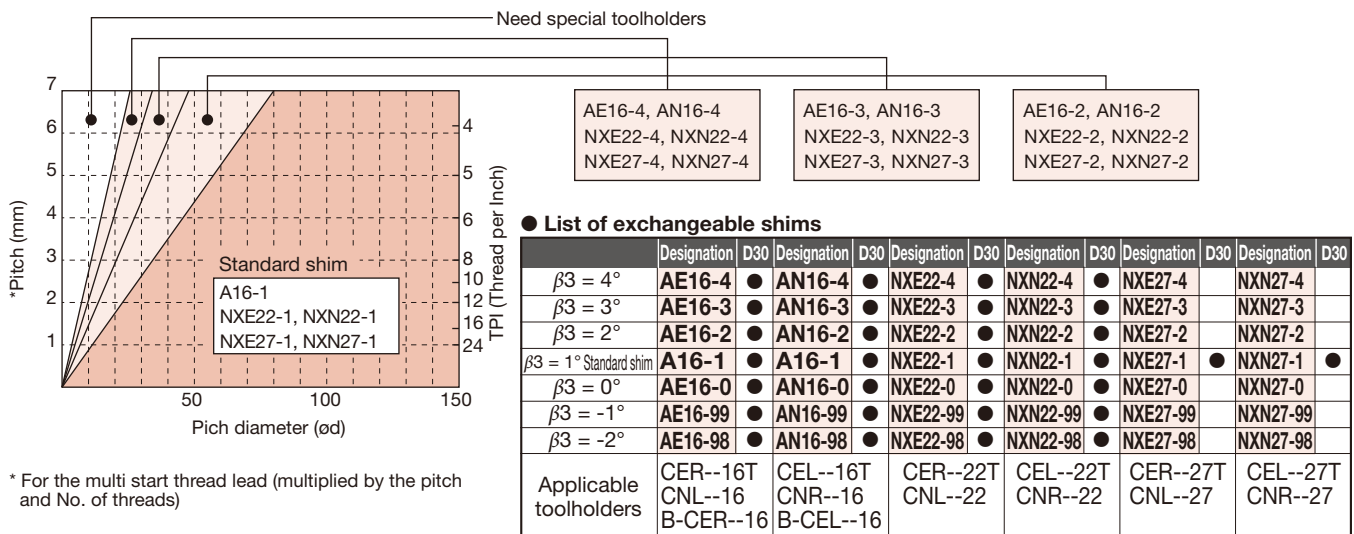 Need special toolholders
7
6
5
4
3
2
1
*Pitch (mm)
50
100
150
Pich diameter (ød)
4
5
6
8
10
12
16
24
TPI (Thread per Inch)
Standard shim
A16-1
NXE22-1, NXN22-1
NXE27-1, NXN27-1
AE16-4, AN16-4
NXE22-4, NXN22-4
NXE27-4, NXN27-4
AE16-3, AN16-3
NXE22-3, NXN22-3
NXE27-3, NXN27-3
AE16-2, AN16-2
NXE22-2, NXN22-2
NXE27-2, NXN27-2
* For the multi start thread lead (multiplied by the pitch
and No. of threads)
● List of exchangeable shims
Designation D30 Designation D30 Designation D30 Designation D30 Designation D30 Designation D30
β3 = 4° AE16-4 ● AN16-4 ● NXE22-4 ● NXN22-4 ● NXE27-4 NXN27-4
β3 = 3° AE16-3 ● AN16-3 ● NXE22-3 ● NXN22-3 ● NXE27-3 NXN27-3
β3 = 2° AE16-2 ● AN16-2 ● NXE22-2 ● NXN22-2 ● NXE27-2 NXN27-2
β3 = 1° Standard shim A16-1 ● A16-1 ● NXE22-1 ● NXN22-1 ● NXE27-1 ● NXN27-1 ●
β3 = 0° AE16-0 ● AN16-0 ● NXE22-0 ● NXN22-0 ● NXE27-0 NXN27-0
β3 = -1° AE16-99 ● AN16-99 ● NXE22-99 ● NXN22-99 ● NXE27-99 NXN27-99
β3 = -2° AE16-98 ● AN16-98 ● NXE22-98 ● NXN22-98 ● NXE27-98 NXN27-98
Applicable
toolholders
CER--16T CEL--16T CER--22T CEL--22T CER--27T CEL--27T
CNL--16 CNR--16 CNL--22 CNR--22 CNL--27 CNR--27
B-CER--16 B-CEL--16